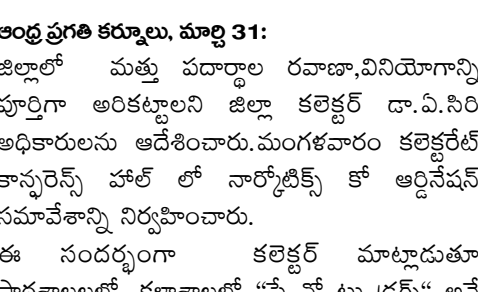 ఆంధ్ర ప్రగతి కర్నూలు, మార్చి 31:
జిల్లాలో మత్తు పదార్థాల రవాణా,వినియోగాన్ని
పూర్తిగా అరికట్టాలని జిల్లా కలెక్టర్ డా.ఏ.సిరి
అధికారులను ఆదేశించారు.మంగళవారం కలెక్టరేట్
కాన్ఫరెన్స్ హాల్ లో నార్కోటిక్స్ కో ఆర్డినేషన్
సమావేశాన్ని నిర్వహించారు.
ఈ సందర్భంగా కలెక్టర్ మాట్లాడుతూ